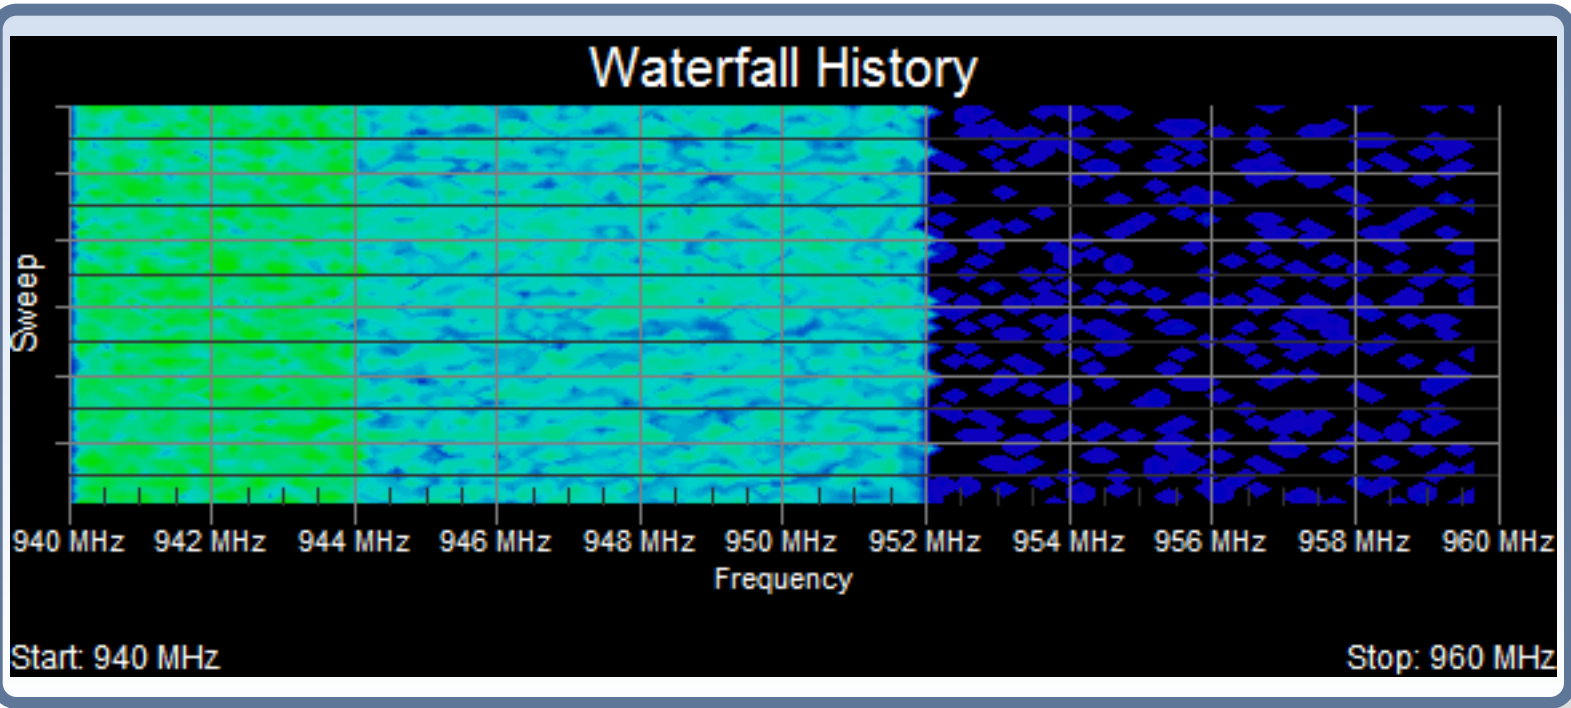 Waterfall History
Sweep
940 MHz 942 MHz 944 MHz 946 MHz 948 MHz 950 MHz 952 MHz 954 MHz 956 MHz 958 MHz 960 MHz
Frequency
Start: 940 MHz Stop: 960 MHz